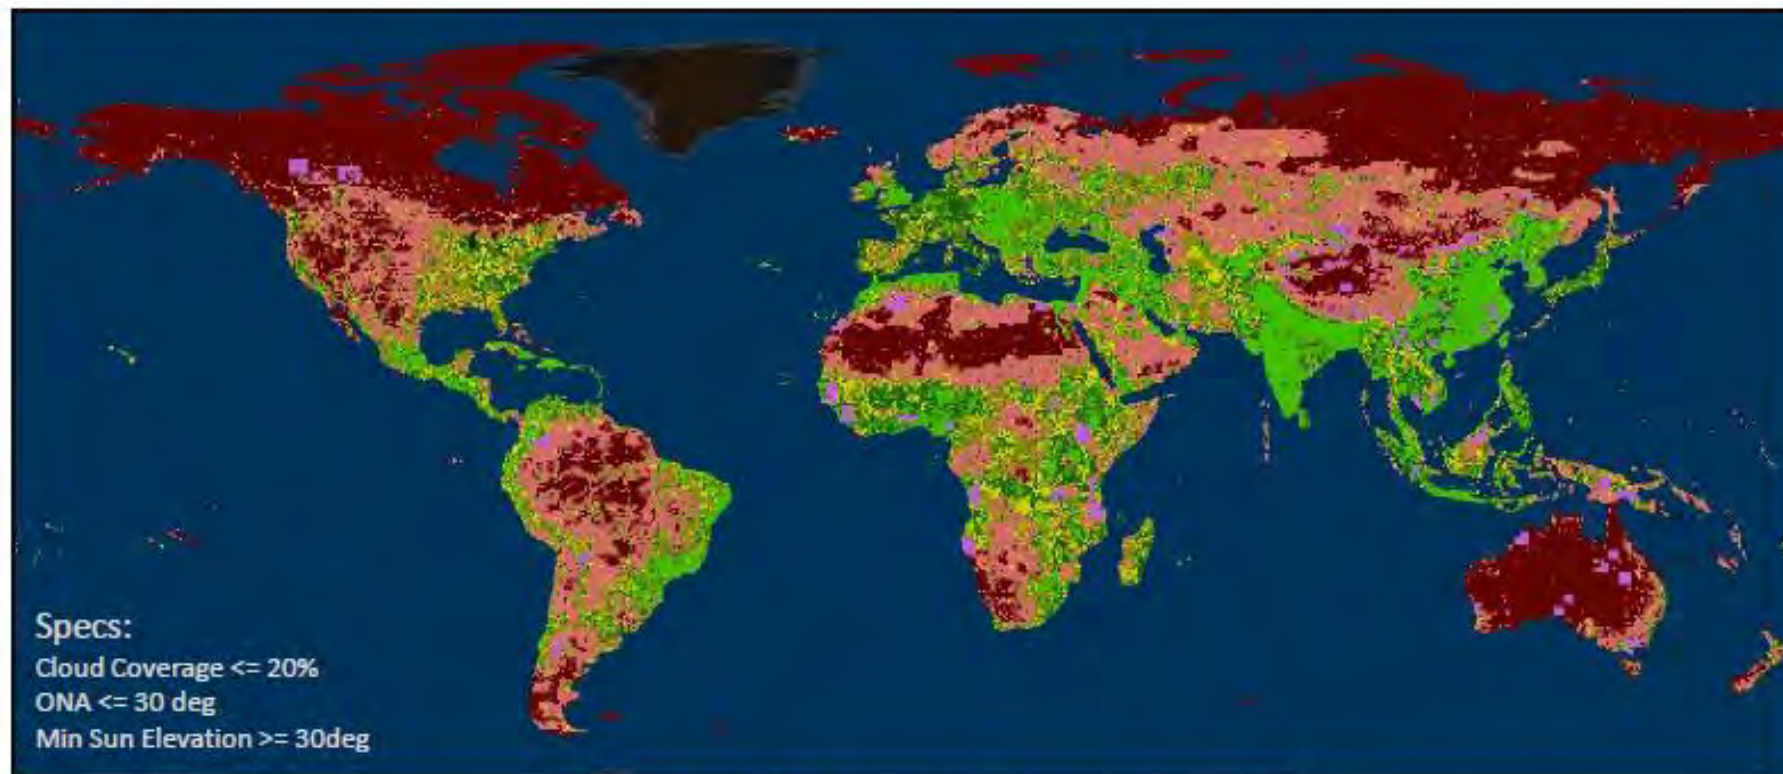 Specs:
Cloud Coverage <= 20%
ONA <= 30 deg
Min Sun Elevation >= 30deg